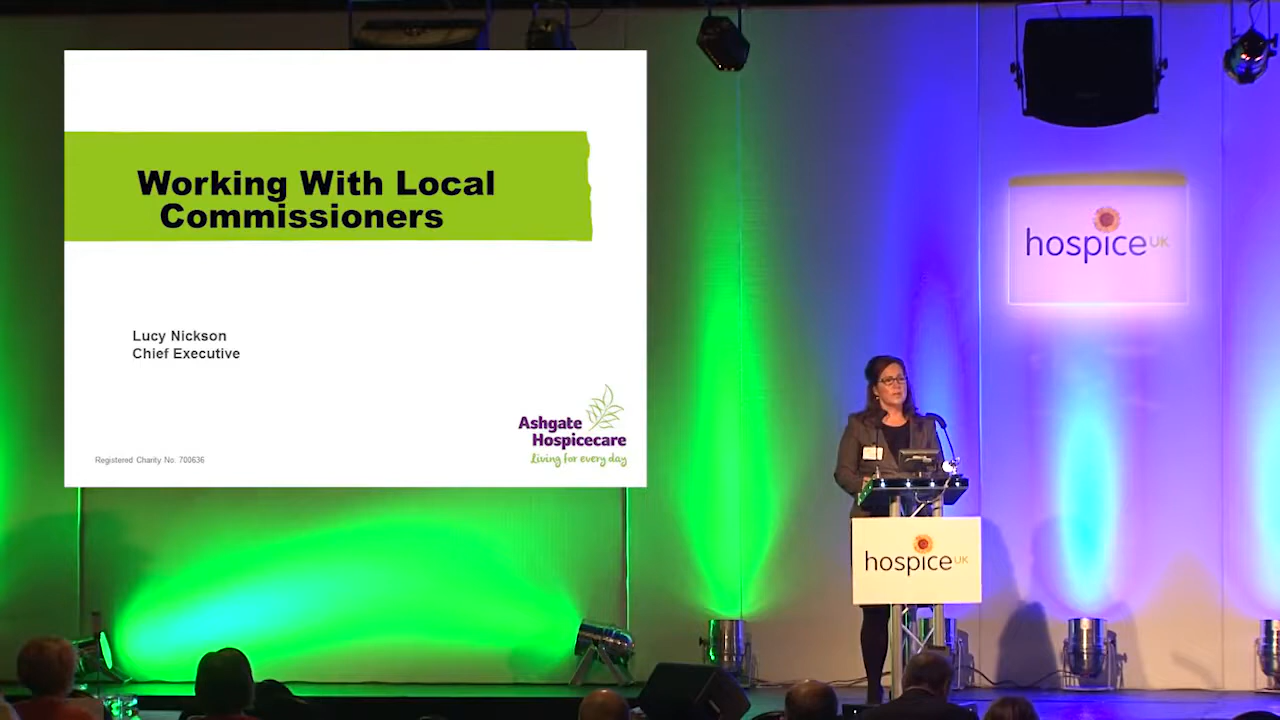 Working With Local
Commissioners
Lucy Nickson
Chief Executive
Ashgate
Hospicecare
Living for every day
Registered Charity No. 700636
hospice UK
hospice UK